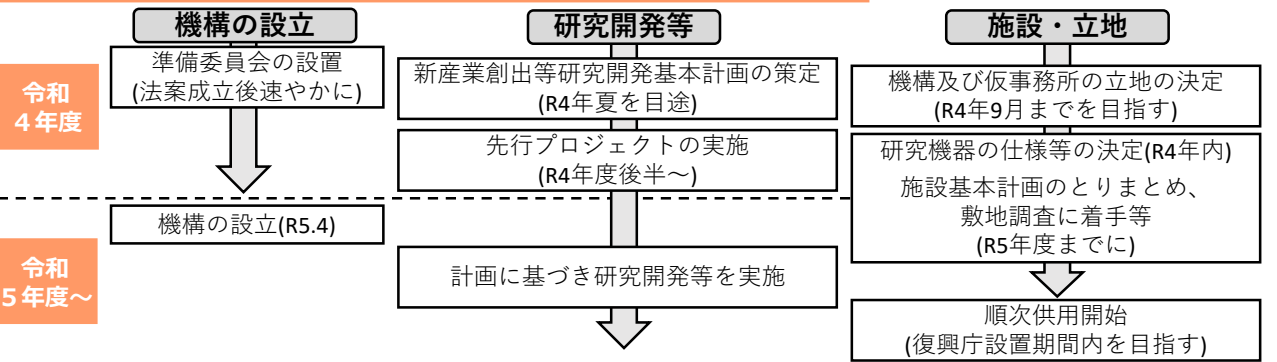 機構の設立
研究開発等
施設・立地
令和
４年度
準備委員会の設置
(法案成立後速やかに)
新産業創出等研究開発基本計画の策定
(R4年夏を目途)
先行プロジェクトの実施
(R4年度後半～)
機構及び仮事務所の立地の決定
(R4年9月までを目指す)
研究機器の仕様等の決定(R4年内)
施設基本計画のとりまとめ、
敷地調査に着手等
(R5年度までに)
令和
５年度～
機構の設立(R5.4)
計画に基づき研究開発等を実施
順次供用開始
(復興庁設置期間内を目指す)